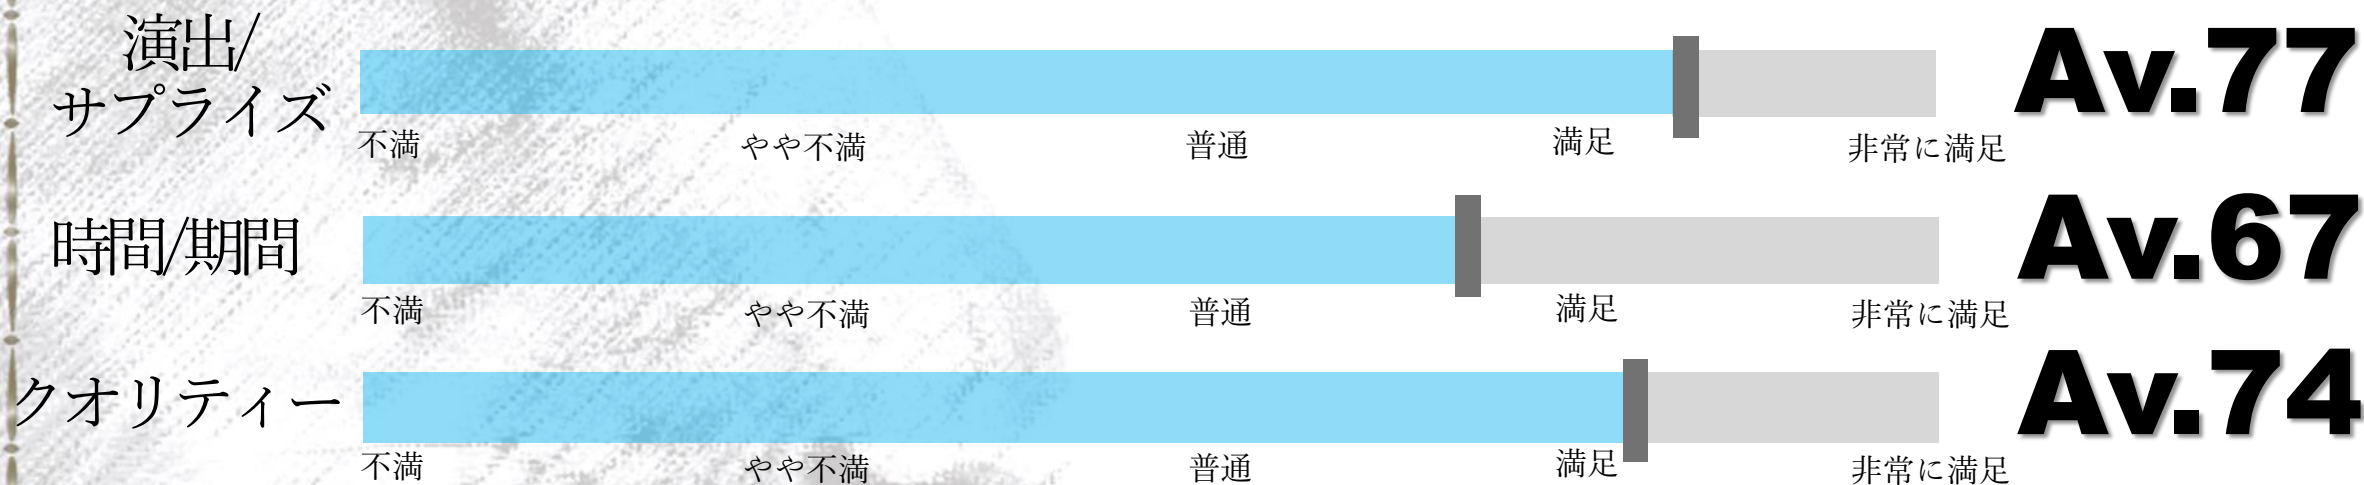 演出/
サプライズ
Av.77
不満 やや不満 普通 満足 非常に満足
時間/期間
Av.67
不満 やや不満 普通 満足 非常に満足
クオリティー
Av.74
不満 やや不満 普通 満足 非常に満足